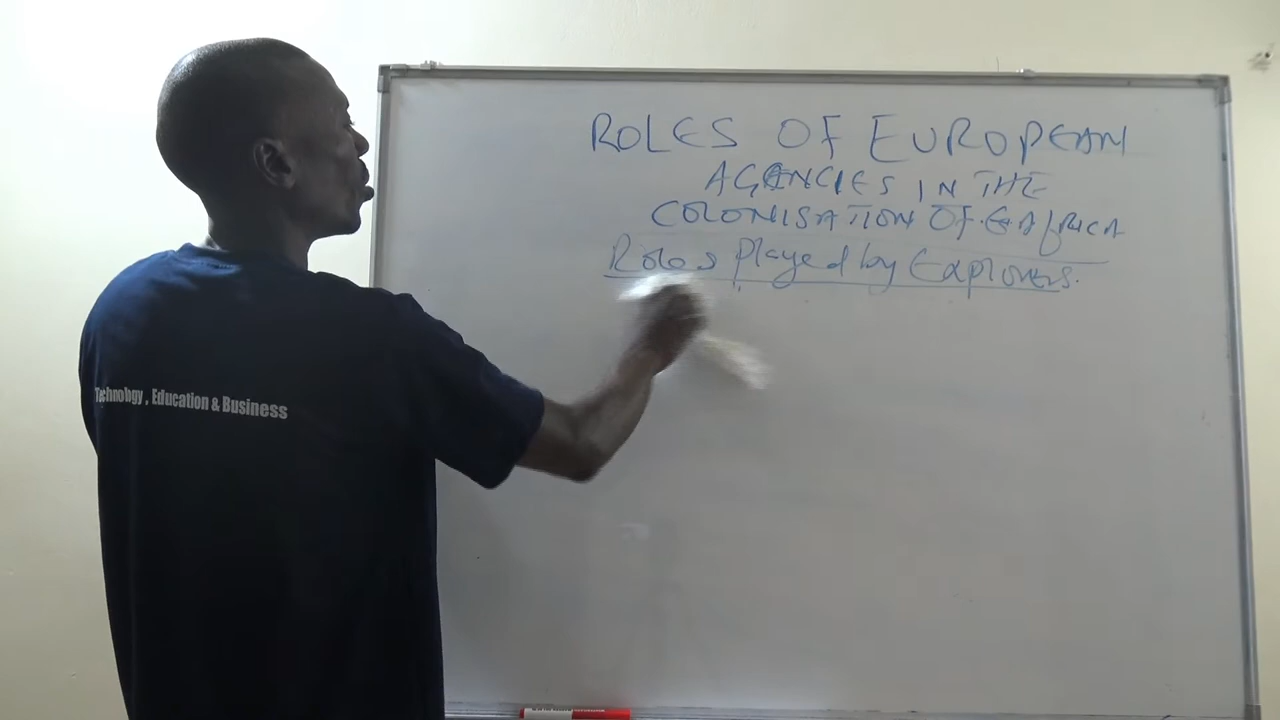 ROLES OF EUROPEAN
AGENCIES IN THE
COLONISATION OF E. AFRICA
Roles played by Explorers.
Technology , Education & Business